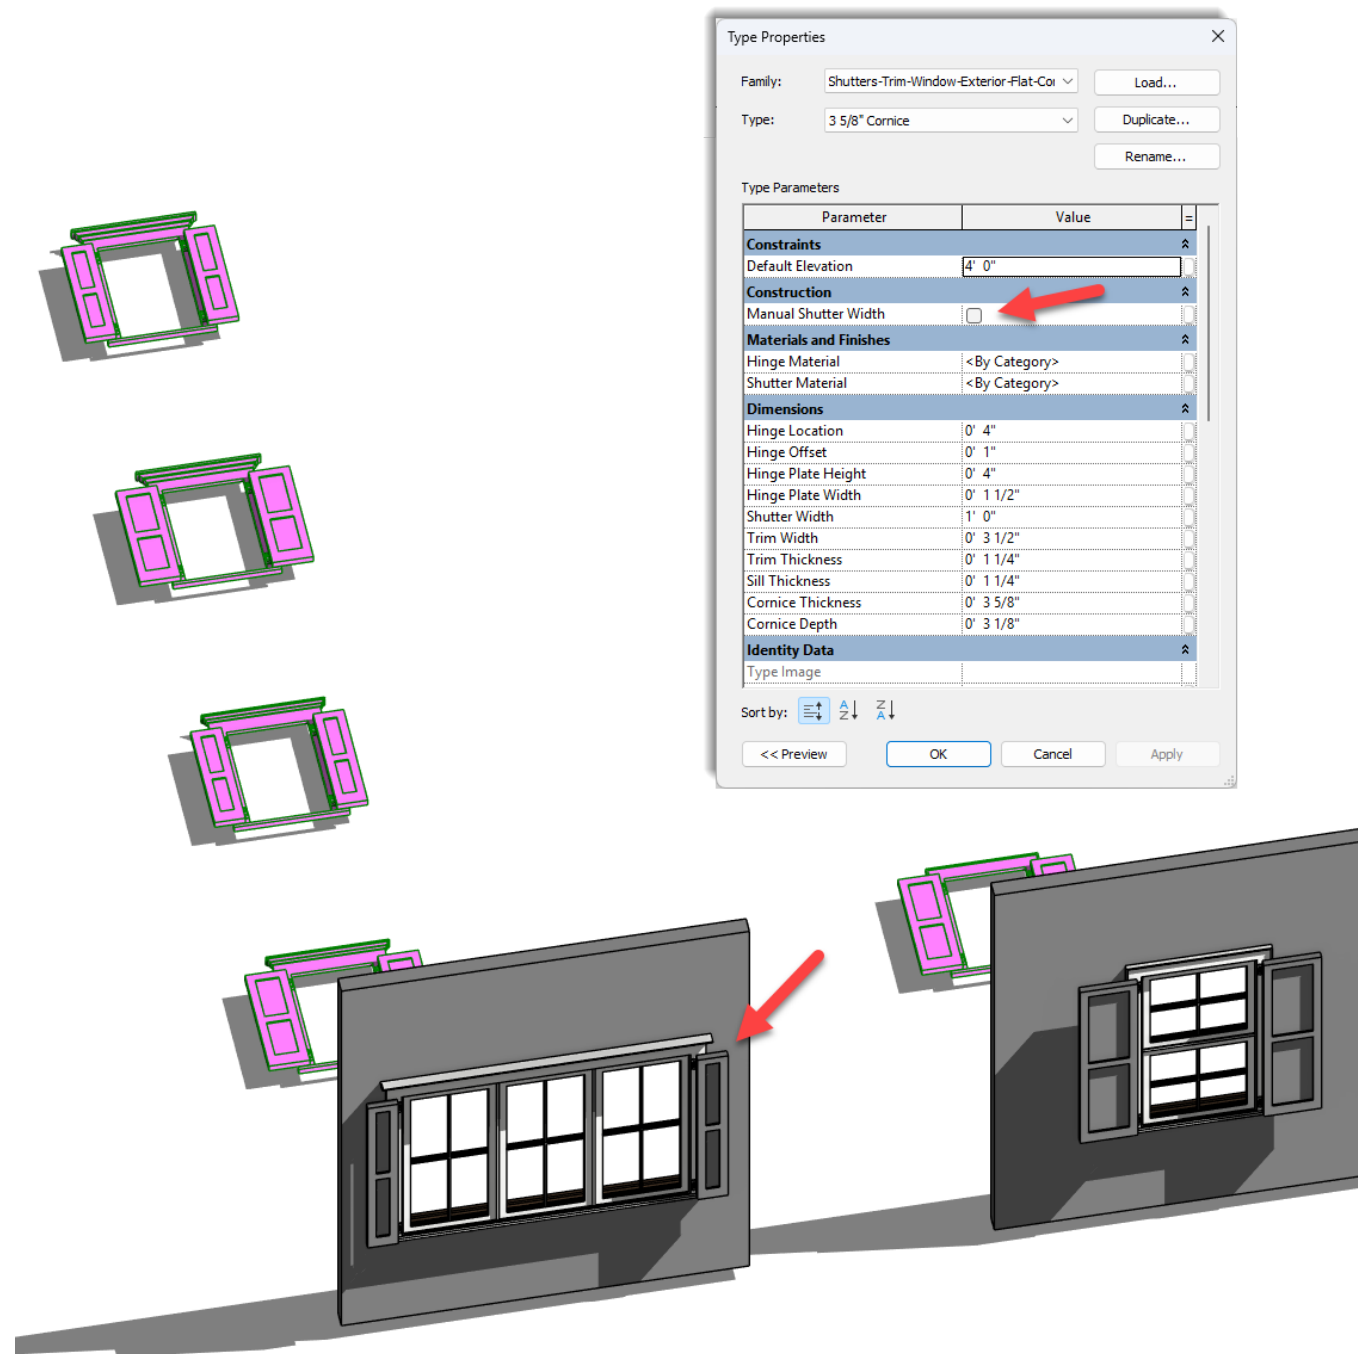 Type Properties
Family: Shutters-Trim-Window-Exterior-Flat-Cor Load...
Type: 3 5/8" Cornice Duplicate...
Rename...
Type Parameters
Parameter Value =
Constraints
Default Elevation 4' 0"
Construction
Manual Shutter Width
Materials and Finishes
Hinge Material <By Category>
Shutter Material <By Category>
Dimensions
Hinge Location 0' 4"
Hinge Offset 0' 1"
Hinge Plate Height 0' 4"
Hinge Plate Width 0' 1 1/2"
Shutter Width 1' 0"
Trim Width 0' 3 1/2"
Trim Thickness 0' 1 1/4"
Sill Thickness 0' 1 1/4"
Cornice Thickness 0' 3 5/8"
Cornice Depth 0' 3 1/8"
Identity Data
Type Image
Sort by:
<< Preview OK Cancel Apply